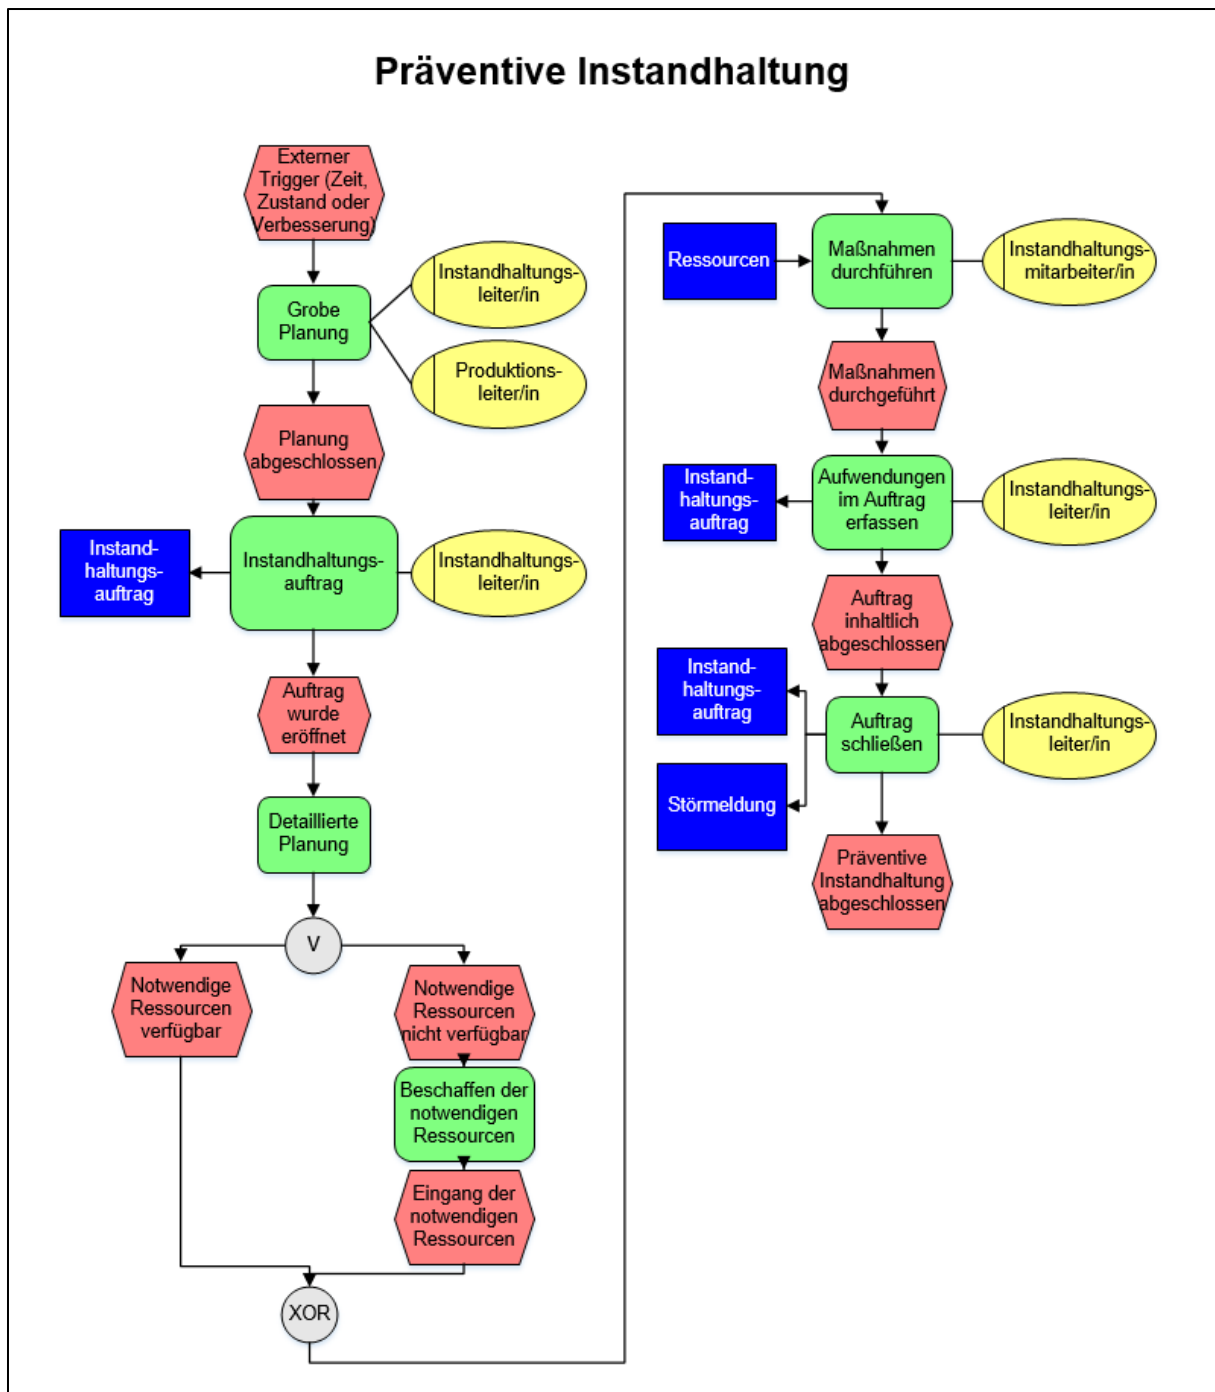 Präventive Instandhaltung
Externer
Trigger (Zeit,
Zustand oder
Verbesserung)
Instandhaltungs-
leiter/in
Grobe
Planung
Produktions-
leiter/in
Planung
abgeschlossen
Instand-
haltungs-
auftrag
Instandhaltungs-
auftrag
Instandhaltungs-
leiter/in
Auftrag
wurde
eröffnet
Detaillierte
Planung
V
Notwendige
Ressourcen
verfügbar
Notwendige
Ressourcen
nicht verfügbar
Beschaffen der
notwendigen
Ressourcen
Eingang der
notwendigen
Ressourcen
XOR
Ressourcen
Maßnahmen
durchführen
Instandhaltungs-
mitarbeiter/in
Maßnahmen
durchgeführt
Instand-
haltungs-
auftrag
Aufwendungen
im Auftrag
erfassen
Instandhaltungs-
leiter/in
Auftrag
inhaltlich
abgeschlossen
Instand-
haltungs-
auftrag
Auftrag
schließen
Instandhaltungs-
leiter/in
Störmeldung
Präventive
Instandhaltung
abgeschlossen